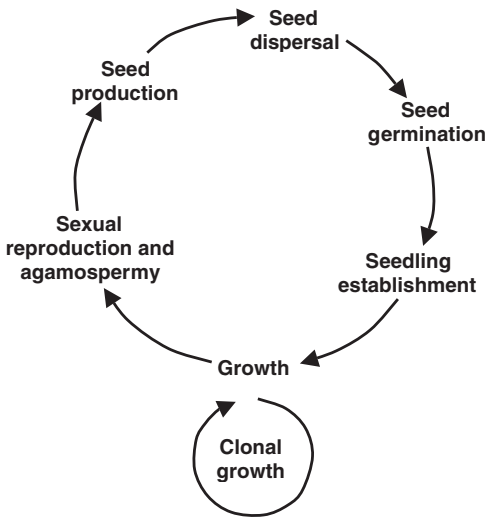 Seed
dispersal
Seed
germination
Seedling
establishment
Growth
Clonal
growth
Sexual
reproduction and
agamospermy
Seed
production